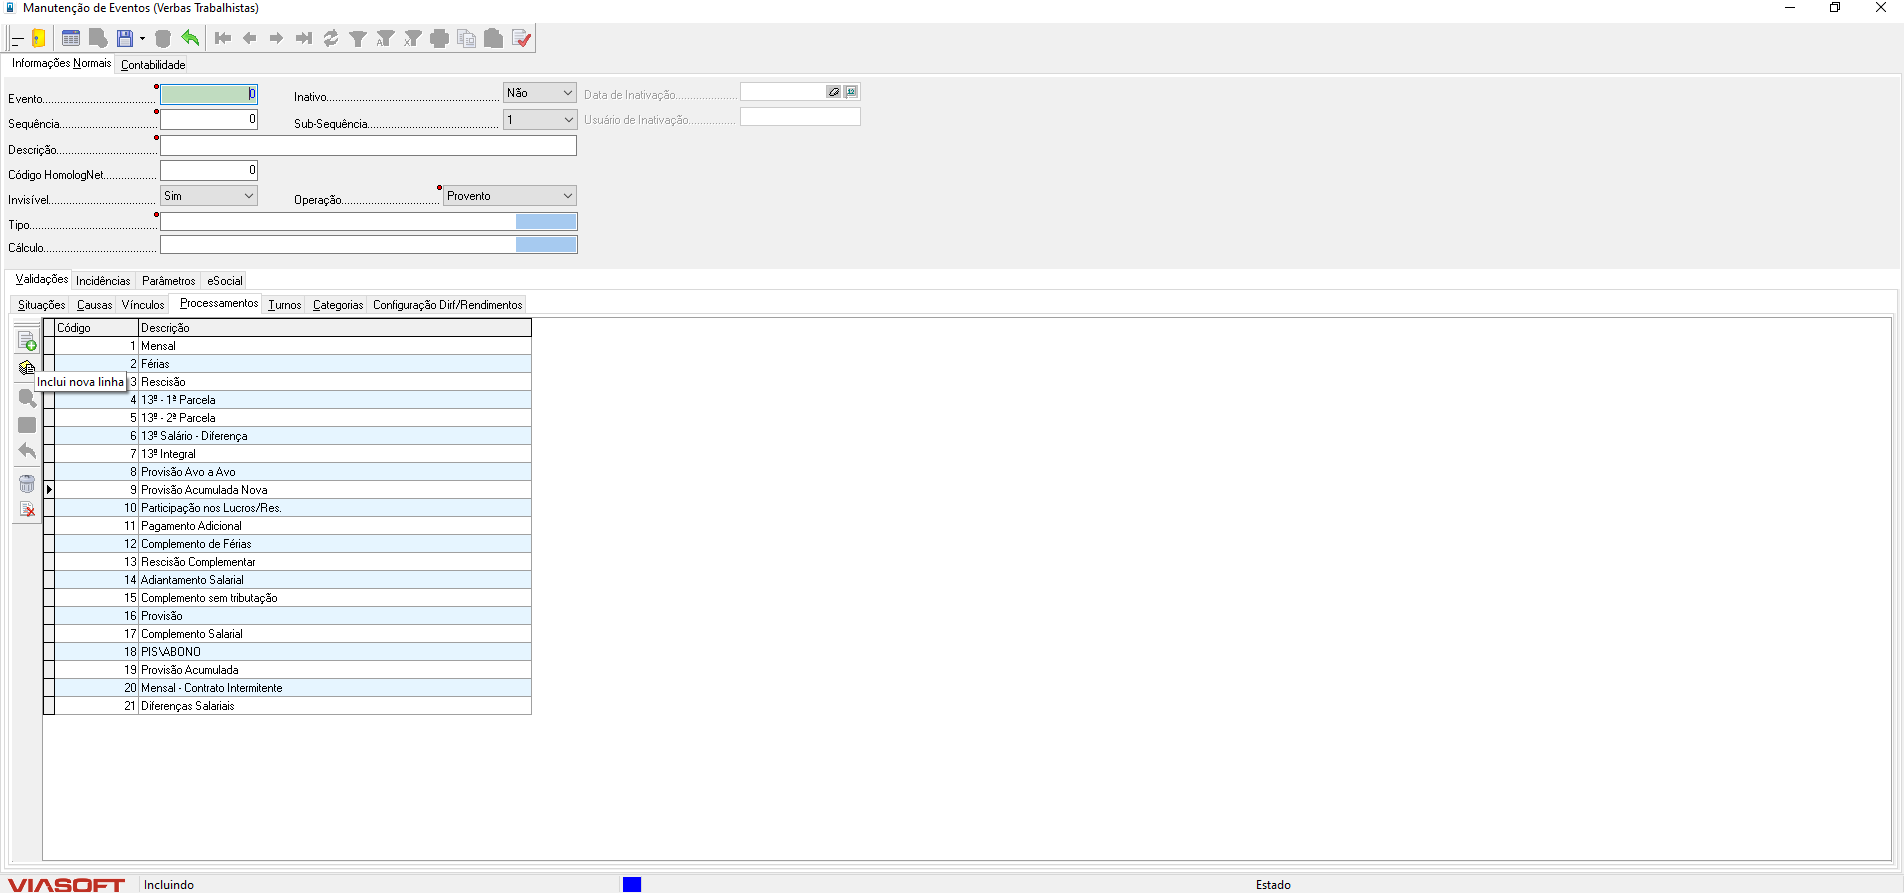 Manutenção de Eventos (Verbas Trabalhistas)
Informações Normais Contabilidade
Evento 0 Inativo Não Data de Inativação
Sequência 0 Sub-Sequência 1 Usuário de Inativação
Descrição
Código HomologNet 0
Invisível Sim Operação Provento
Tipo
Cálculo
Validações Incidências Parâmetros eSocial
Situações Causas Vínculos Processamentos Turnos Categorias Configuração Dirf/Rendimentos
Código Descrição
1 Mensal
2 Férias
Inclui nova linha
3 Rescisão
4 13º - 1ª Parcela
5 13º - 2ª Parcela
6 13º Salário - Diferença
7 13º Integral
8 Provisão Avo a Avo
9 Provisão Acumulada Nova
10 Participação nos Lucros/Res.
11 Pagamento Adicional
12 Complemento de Férias
13 Rescisão Complementar
14 Adiantamento Salarial
15 Complemento sem tributação
16 Provisão
17 Complemento Salarial
18 PIS\ABONO
19 Provisão Acumulada
20 Mensal - Contrato Intermitente
21 Diferenças Salariais
VIASOFT Incluindo Estado